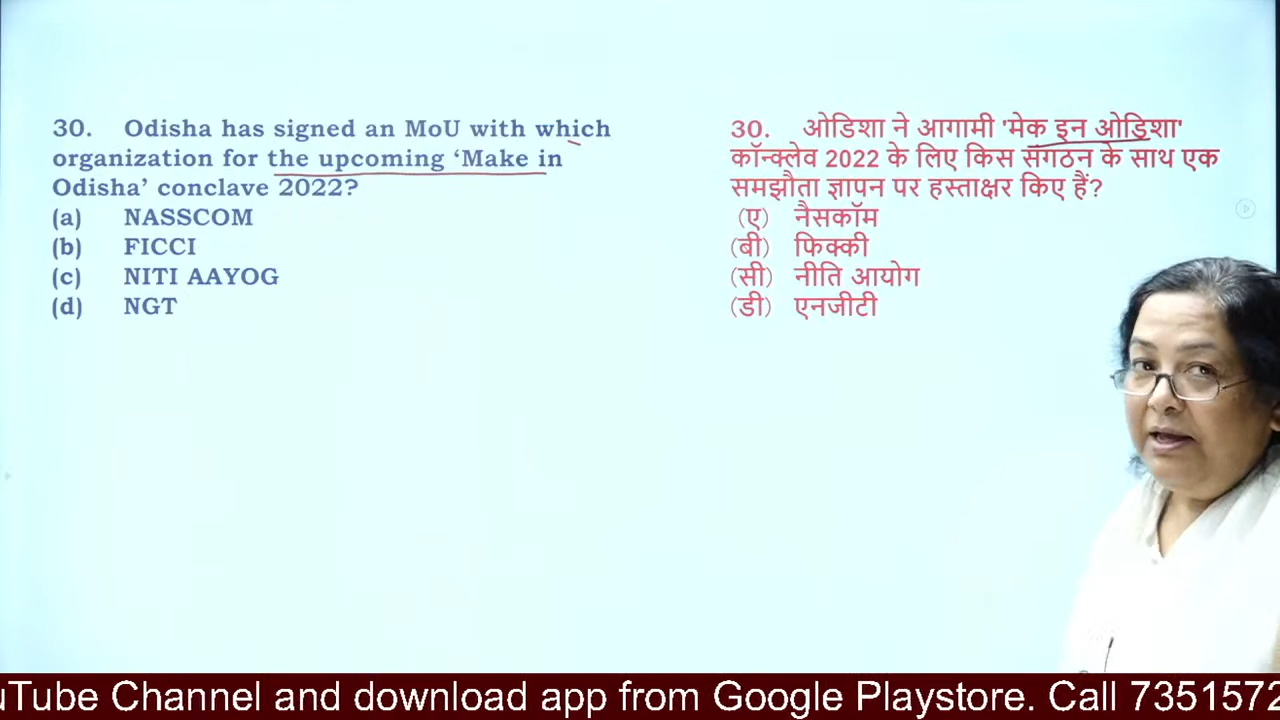 30. Odisha has signed an MoU with which
organization for the upcoming ‘Make in
Odisha’ conclave 2022?
(a) NASSCOM
(b) FICCI
(c) NITI AAYOG
(d) NGT
30. ओडिशा ने आगामी 'मेक इन ओडिशा'
कॉन्क्लेव 2022 के लिए किस संगठन के साथ एक
समझौता ज्ञापन पर हस्ताक्षर किए हैं?
(ए) नैसकॉम
(बी) फिक्की
(सी) नीति आयोग
(डी) एनजीटी
uTube Channel and download app from Google Playstore. Call 7351572